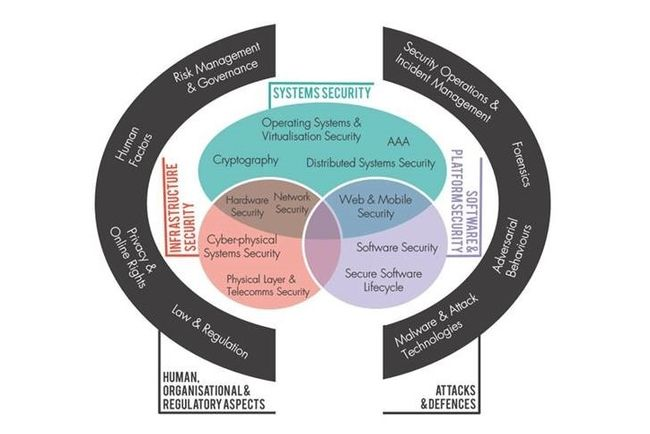 Risk Management
& Governance
Human
Factors
Privacy &
Online Rights
Law & Regulation
HUMAN,
ORGANISATIONAL &
REGULATORY ASPECTS
SYSTEMS SECURITY
Operating Systems &
Virtualisation Security
AAA
Cryptography
Distributed Systems Security
INFRASTRUCTURE
SECURITY
Hardware
Security
Network
Security
Web & Mobile
Security
Cyber-physical
Systems Security
Physical Layer &
Telecomms Security
Software Security
Secure Software
Lifecycle
SOFTWARE &
PLATFORM SECURITY
Security Operations &
Incident Management
Forensics
Adversarial
Behaviours
Malware & Attack
Technologies
ATTACKS
& DEFENCES